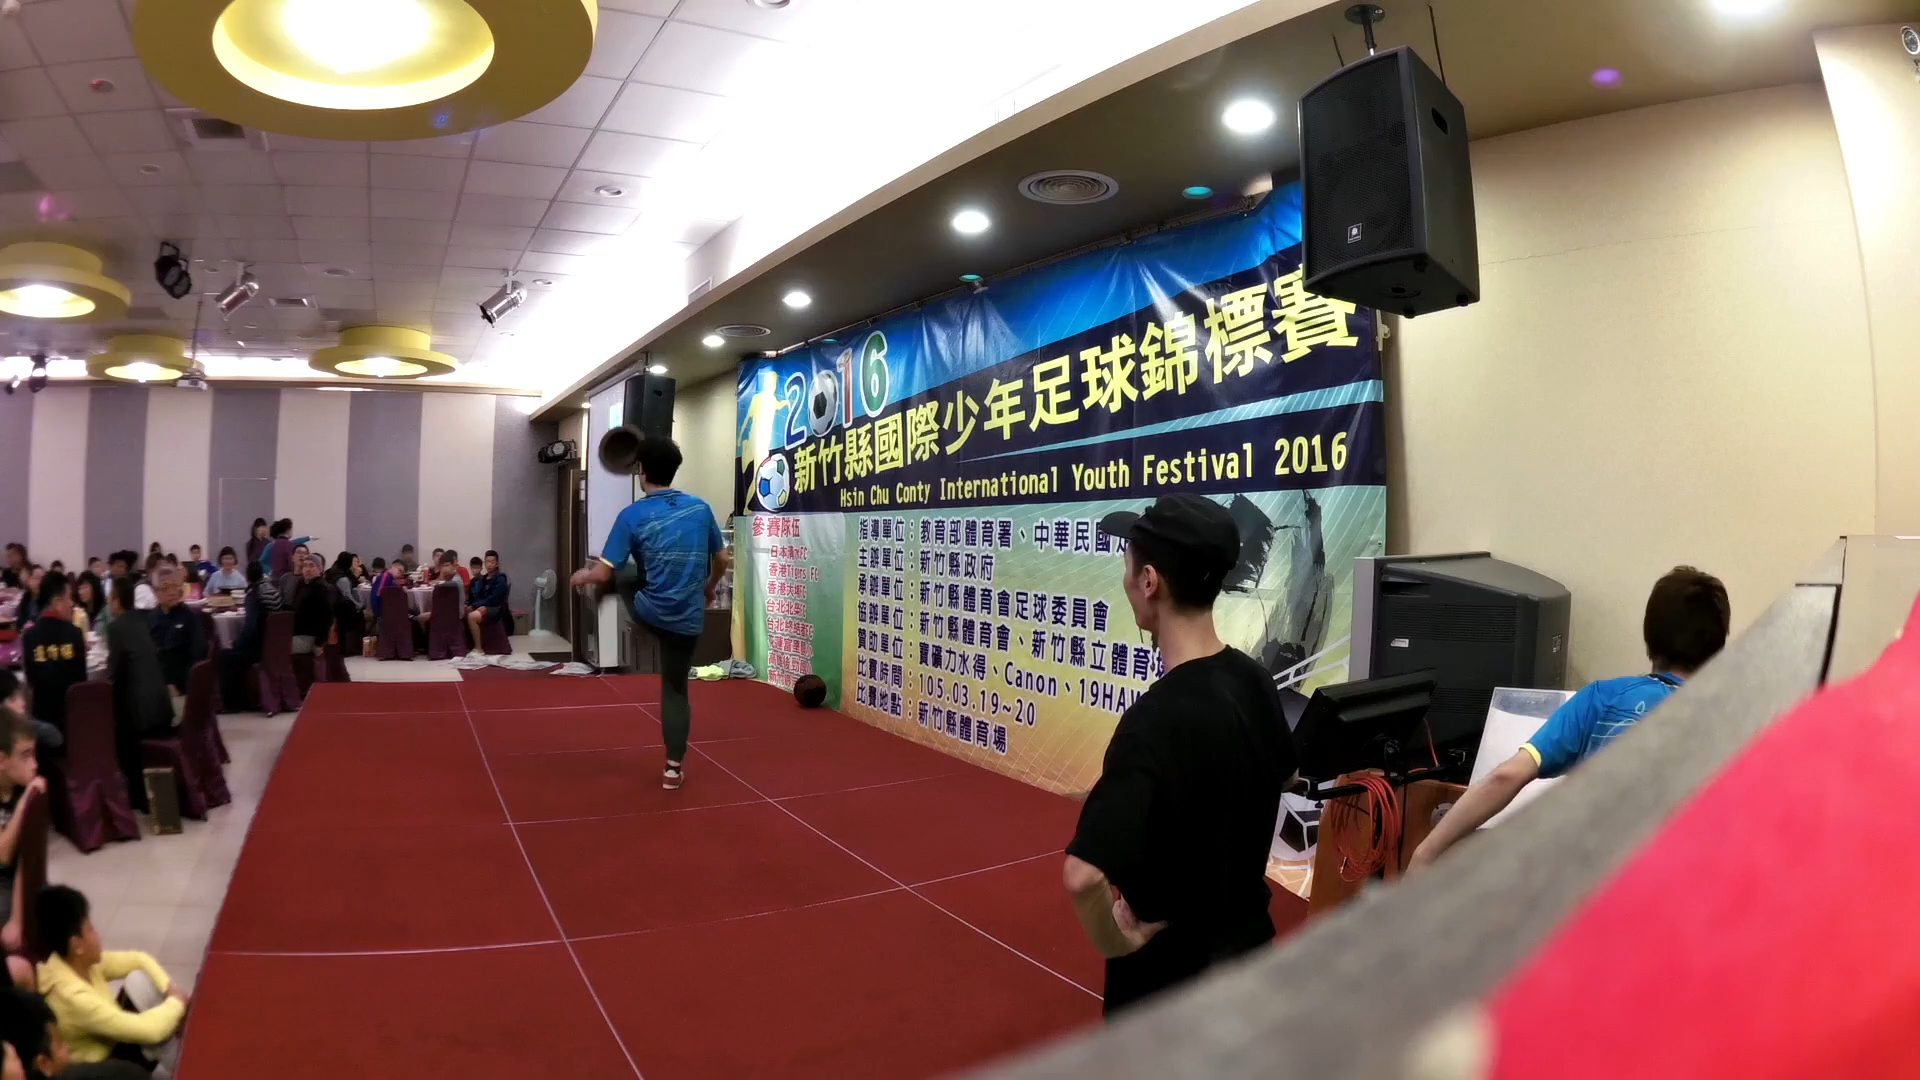 2016
新竹縣國際少年足球錦標賽
Hsin Chu Conty International Youth Festival 2016
參賽隊伍
香港Tigers FC
指導單位：教育部體育署、中華民國
主辦單位：新竹縣政府
承辦單位：新竹縣體育會足球委員會
協辦單位：新竹縣體育會、新竹縣立體育場
贊助單位：寶礦力水得、Canon、19HAW
比賽時間：105.03.19~20
比賽地點：新竹縣體育場